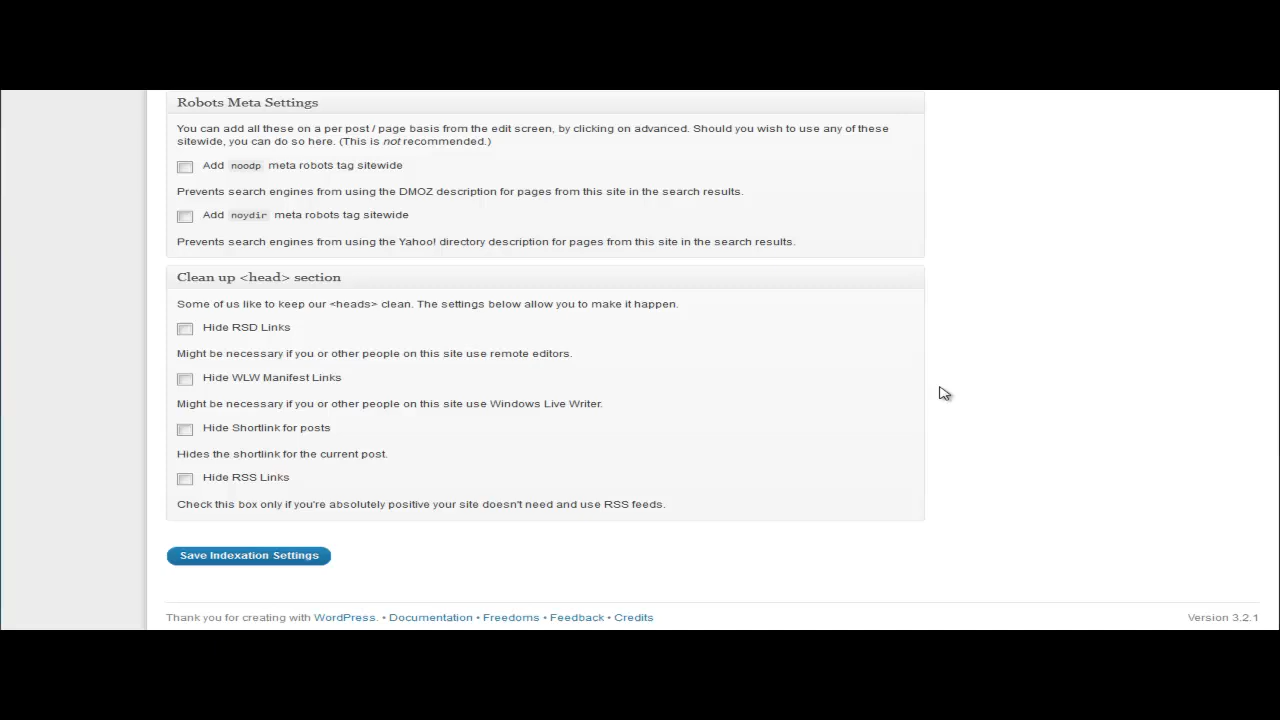 Robots Meta Settings
You can add all these on a per post / page basis from the edit screen, by clicking on advanced. Should you wish to use any of these
sitewide, you can do so here. (This is not recommended.)
Add noodp meta robots tag sitewide
Prevents search engines from using the DMOZ description for pages from this site in the search results.
Add noydir meta robots tag sitewide
Prevents search engines from using the Yahoo! directory description for pages from this site in the search results.
Clean up <head> section
Some of us like to keep our <heads> clean. The settings below allow you to make it happen.
Hide RSD Links
Might be necessary if you or other people on this site use remote editors.
Hide WLW Manifest Links
Might be necessary if you or other people on this site use Windows Live Writer.
Hide Shortlink for posts
Hides the shortlink for the current post.
Hide RSS Links
Check this box only if you're absolutely positive your site doesn't need and use RSS feeds.
Save Indexation Settings
Thank you for creating with WordPress. • Documentation • Freedoms • Feedback • Credits
Version 3.2.1